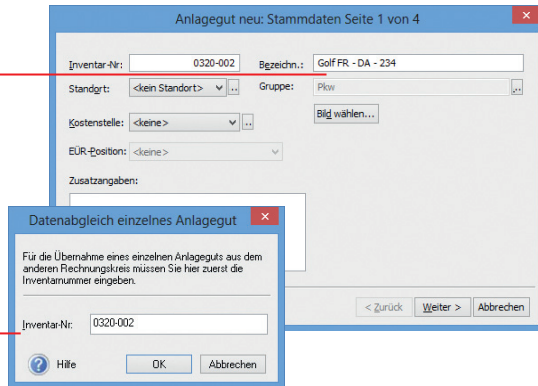 Anlagegut neu: Stammdaten Seite 1 von 4
Inventar-Nr: 0320-002 Bezeichn.: Golf FR - DA - 234
Standort: <kein Standort> .. Gruppe: Pkw ..
Kostenstelle: <keine> .. Bild wählen...
EÜR-Position: <keine>
Zusatzangaben:
< Zurück Weiter > Abbrechen
Datenabgleich einzelnes Anlagegut
Für die Übernahme eines einzelnen Anlageguts aus dem
anderen Rechnungskreis müssen Sie hier zuerst die
Inventarnummer eingeben.
Inventar-Nr: 0320-002
Hilfe OK Abbrechen